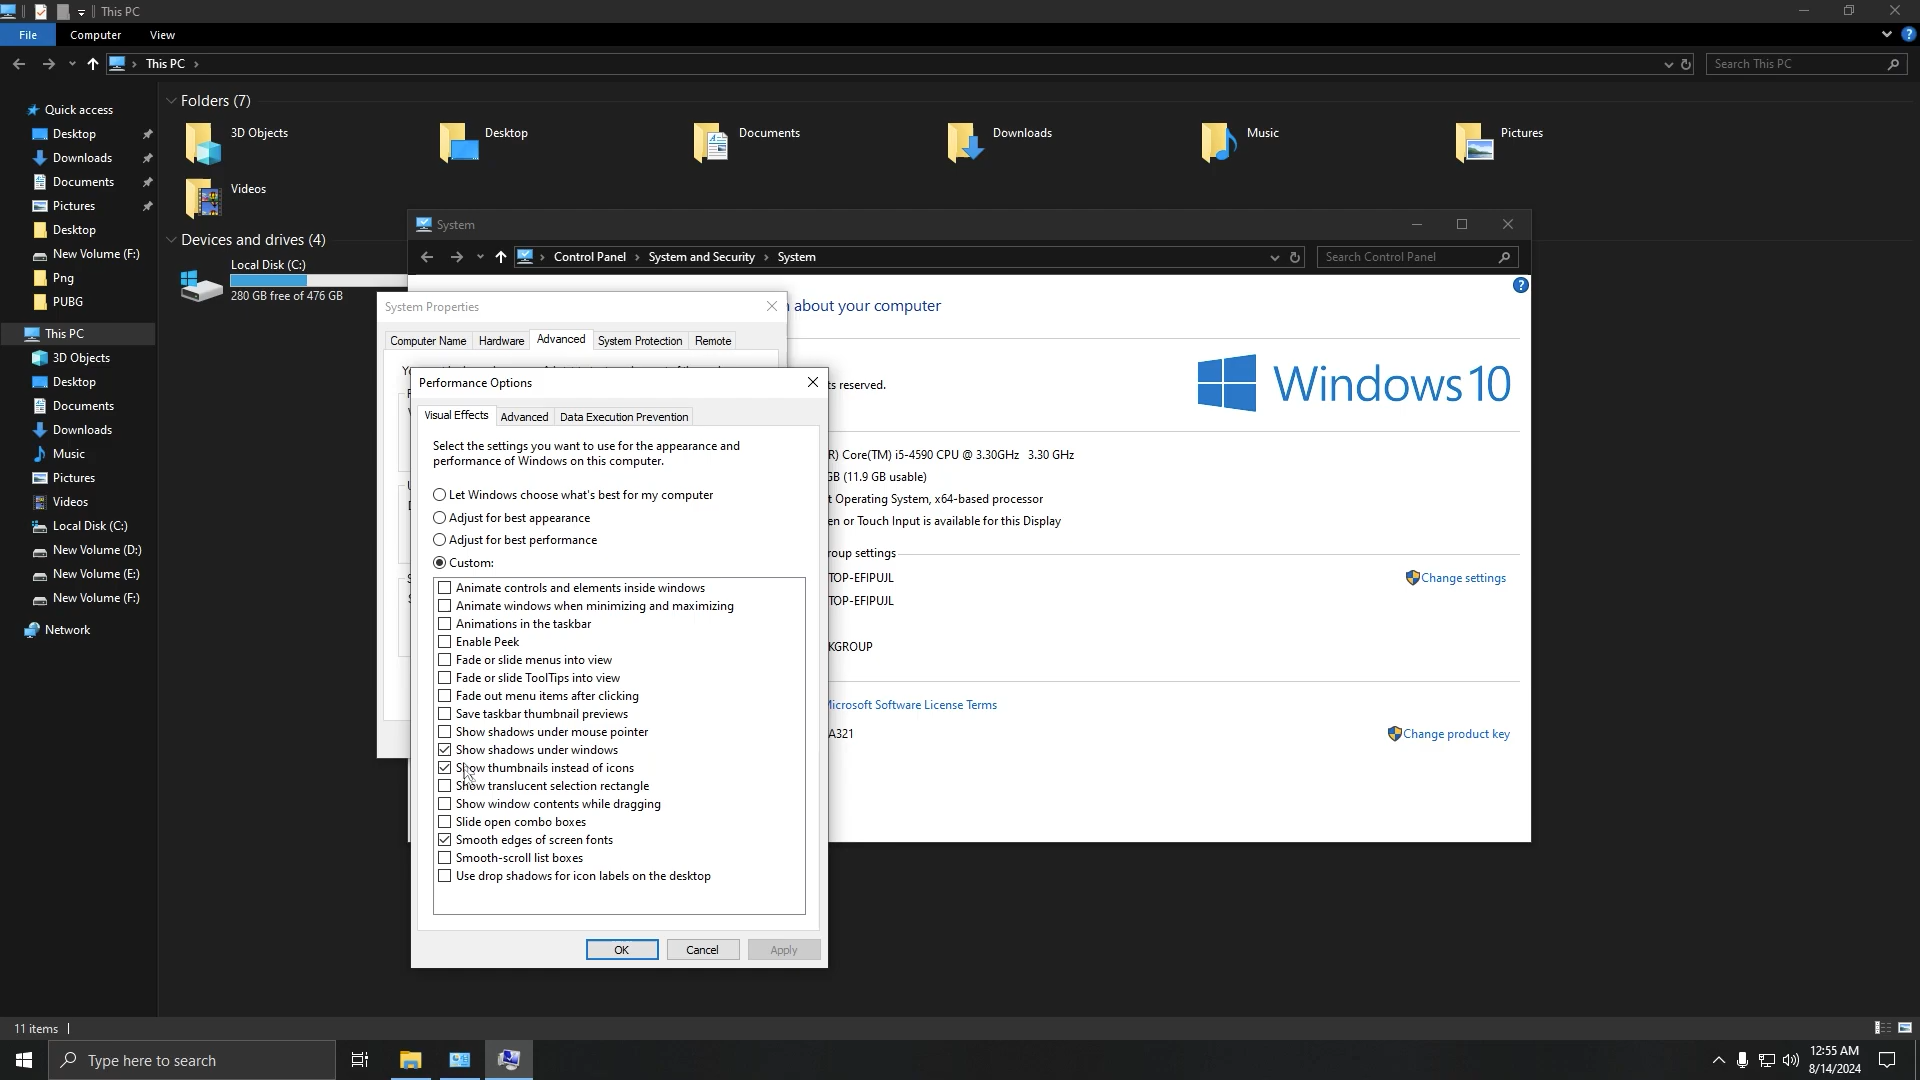 This PC
File
Computer
View
This PC
Search This PC
Quick access
Desktop
Downloads
Documents
Pictures
Desktop
New Volume (F:)
Png
PUBG
This PC
3D Objects
Desktop
Documents
Downloads
Music
Pictures
Videos
Local Disk (C:)
New Volume (D:)
New Volume (E:)
New Volume (F:)
Network
Folders (7)
3D Objects
Desktop
Documents
Downloads
Music
Pictures
Videos
Devices and drives (4)
Local Disk (C:)
280 GB free of 476 GB
System
Control Panel › System and Security › System
Search Control Panel
about your computer
ts reserved.
Windows 10
R) Core(TM) i5-4590 CPU @ 3.30GHz 3.30 GHz
GB (11.9 GB usable)
t Operating System, x64-based processor
en or Touch Input is available for this Display
roup settings
TOP-EFIPUJL
Change settings
TOP-EFIPUJL
KGROUP
Microsoft Software License Terms
A321
Change product key
System Properties
Computer Name
Hardware
Advanced
System Protection
Remote
Performance Options
Visual Effects
Advanced
Data Execution Prevention
Select the settings you want to use for the appearance and
performance of Windows on this computer.
Let Windows choose what's best for my computer
Adjust for best appearance
Adjust for best performance
Custom:
Animate controls and elements inside windows
Animate windows when minimizing and maximizing
Animations in the taskbar
Enable Peek
Fade or slide menus into view
Fade or slide ToolTips into view
Fade out menu items after clicking
Save taskbar thumbnail previews
Show shadows under mouse pointer
Show shadows under windows
Show thumbnails instead of icons
Show translucent selection rectangle
Show window contents while dragging
Slide open combo boxes
Smooth edges of screen fonts
Smooth-scroll list boxes
Use drop shadows for icon labels on the desktop
OK
Cancel
Apply
11 items
Type here to search
12:55 AM
8/14/2024